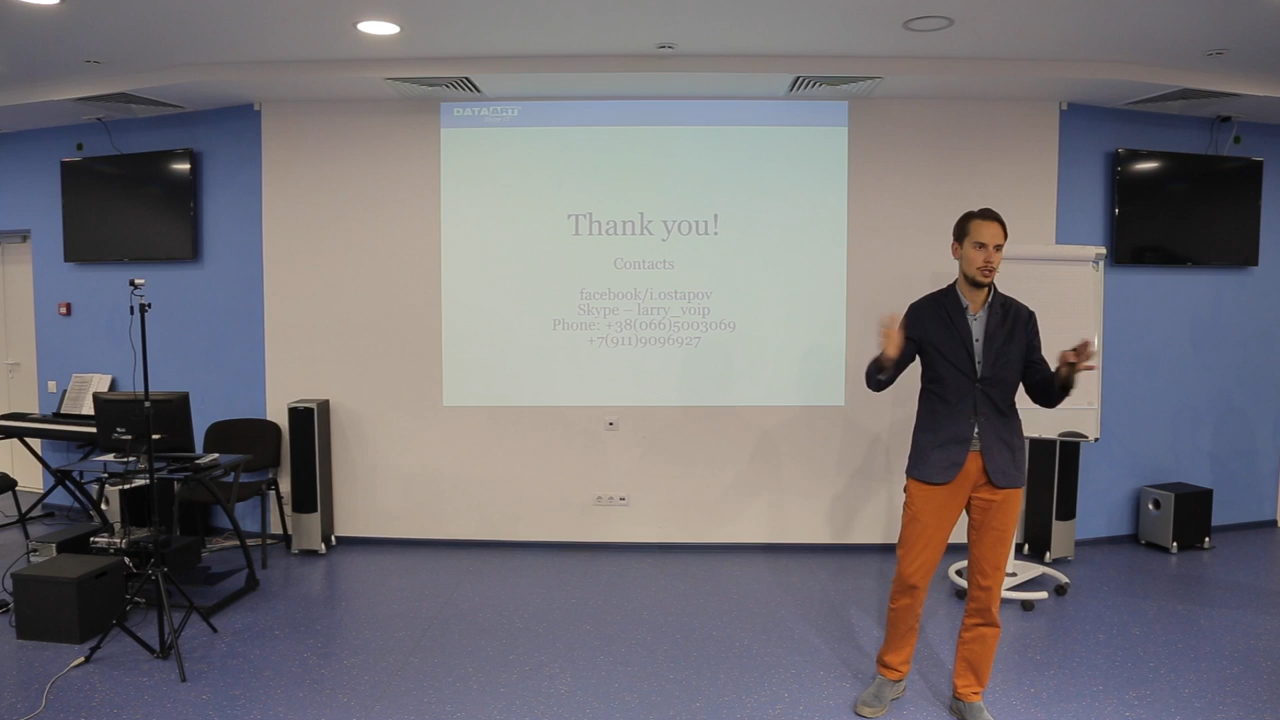 DATAART
Thank you!
Contacts
facebook/i.ostapov
Skype – larry_voip
Phone: +38(066)5003069
+7(911)9096927